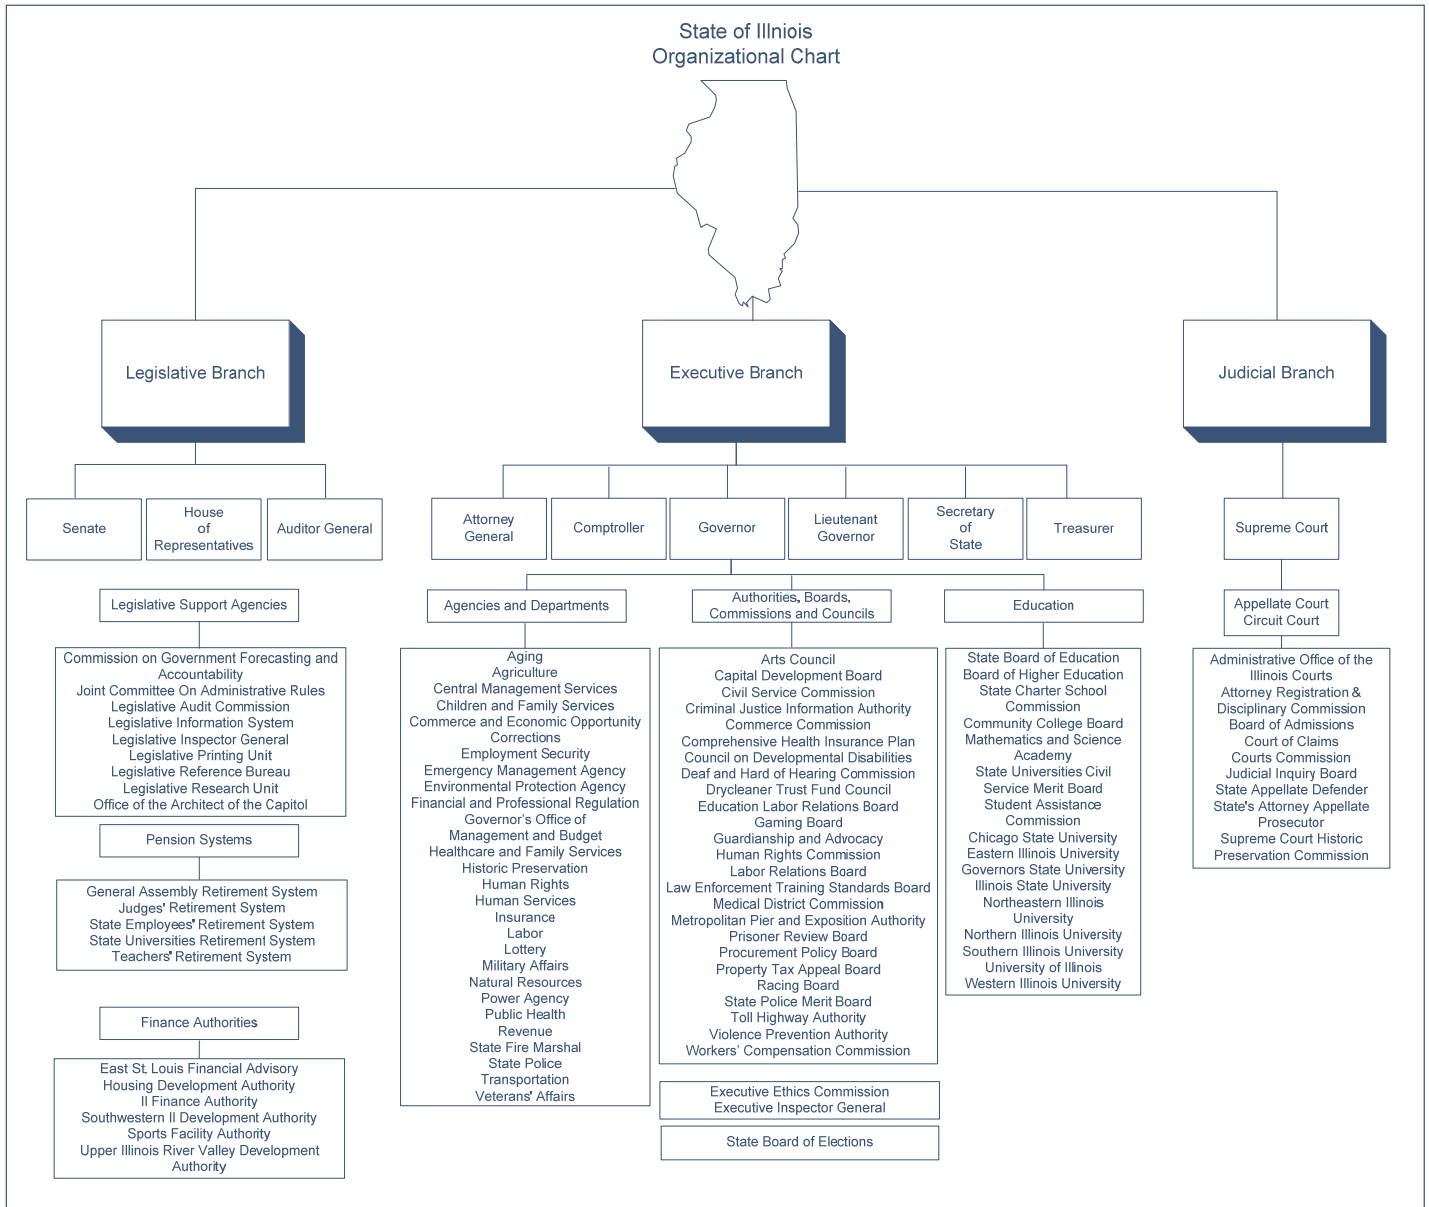 State of Illniois
Organizational Chart
Legislative Branch
Executive Branch
Judicial Branch
Senate
House
of
Representatives
Auditor General
Attorney
General
Comptroller
Governor
Lieutenant
Governor
Secretary
of
State
Treasurer
Supreme Court
Legislative Support Agencies
Commission on Government Forecasting and
Accountability
Joint Committee On Administrative Rules
Legislative Audit Commission
Legislative Information System
Legislative Inspector General
Legislative Printing Unit
Legislative Reference Bureau
Legislative Research Unit
Office of the Architect of the Capitol
Pension Systems
General Assembly Retirement System
Judges' Retirement System
State Employees' Retirement System
State Universities Retirement System
Teachers' Retirement System
Finance Authorities
East St. Louis Financial Advisory
Housing Development Authority
Il Finance Authority
Southwestern Il Development Authority
Sports Facility Authority
Upper Illinois River Valley Development
Authority
Agencies and Departments
Aging
Agriculture
Central Management Services
Children and Family Services
Commerce and Economic Opportunity
Corrections
Employment Security
Emergency Management Agency
Environmental Protection Agency
Financial and Professional Regulation
Governor's Office of
Management and Budget
Healthcare and Family Services
Historic Preservation
Human Rights
Human Services
Insurance
Labor
Lottery
Military Affairs
Natural Resources
Power Agency
Public Health
Revenue
State Fire Marshal
State Police
Transportation
Veterans' Affairs
Authorities, Boards,
Commissions and Councils
Arts Council
Capital Development Board
Civil Service Commission
Criminal Justice Information Authority
Commerce Commission
Comprehensive Health Insurance Plan
Council on Developmental Disabilities
Deaf and Hard of Hearing Commission
Drycleaner Trust Fund Council
Education Labor Relations Board
Gaming Board
Guardianship and Advocacy
Human Rights Commission
Labor Relations Board
Law Enforcement Training Standards Board
Medical District Commission
Metropolitan Pier and Exposition Authority
Prisoner Review Board
Procurement Policy Board
Property Tax Appeal Board
Racing Board
State Police Merit Board
Toll Highway Authority
Violence Prevention Authority
Workers' Compensation Commission
Executive Ethics Commission
Executive Inspector General
State Board of Elections
Education
State Board of Education
Board of Higher Education
State Charter School
Commission
Community College Board
Mathematics and Science
Academy
State Universities Civil
Service Merit Board
Student Assistance
Commission
Chicago State University
Eastern Illinois University
Governors State University
Illinois State University
Northeastern Illinois
University
Northern Illinois University
Southern Illinois University
University of Illinois
Western Illinois University
Appellate Court
Circuit Court
Administrative Office of the
Illinois Courts
Attorney Registration &
Disciplinary Commission
Board of Admissions
Court of Claims
Courts Commission
Judicial Inquiry Board
State Appellate Defender
State's Attorney Appellate
Prosecutor
Supreme Court Historic
Preservation Commission